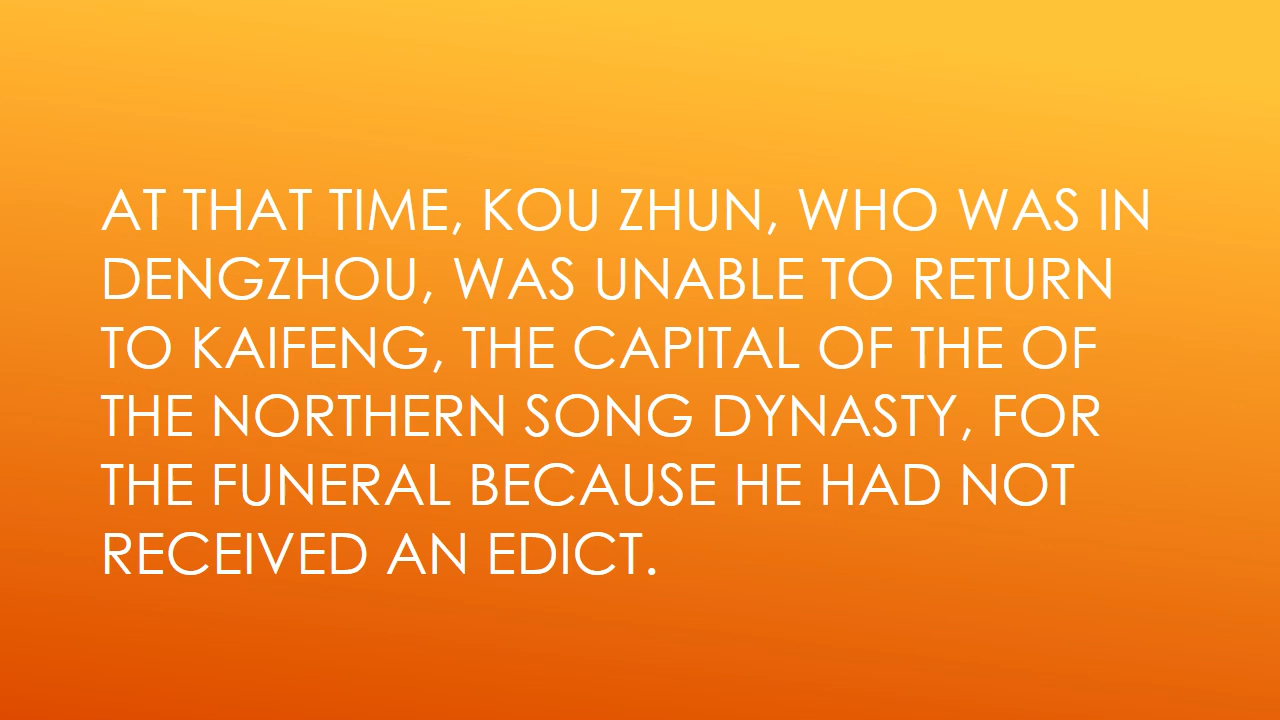 AT THAT TIME, KOU ZHUN, WHO WAS IN
DENGZHOU, WAS UNABLE TO RETURN
TO KAIFENG, THE CAPITAL OF THE OF
THE NORTHERN SONG DYNASTY, FOR
THE FUNERAL BECAUSE HE HAD NOT
RECEIVED AN EDICT.